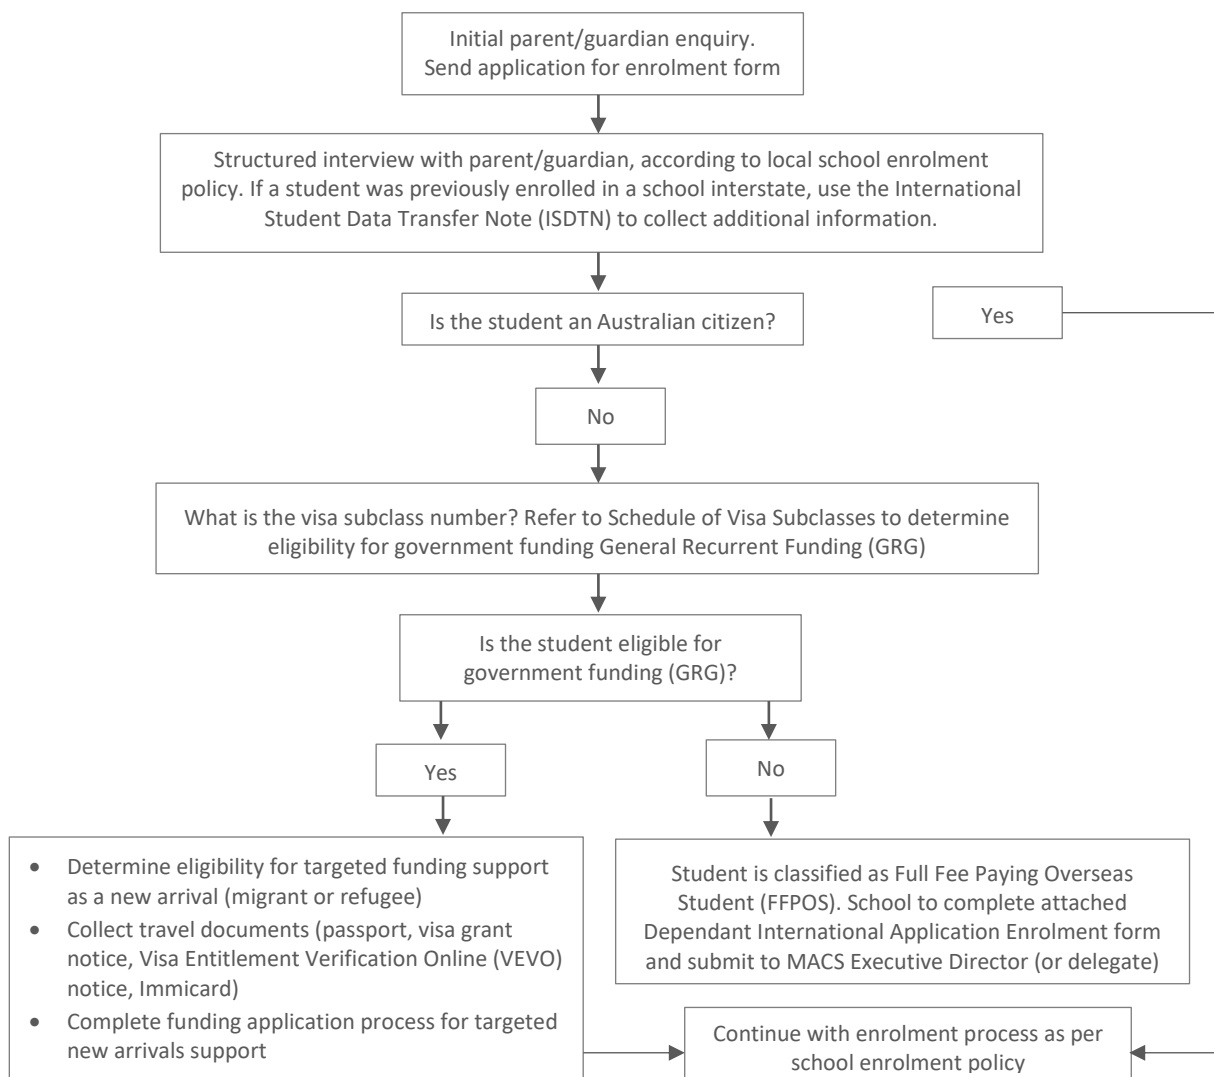 Initial parent/guardian enquiry.
Send application for enrolment form
Structured interview with parent/guardian, according to local school enrolment
policy. If a student was previously enrolled in a school interstate, use the International
Student Data Transfer Note (ISDTN) to collect additional information.
Is the student an Australian citizen?
Yes
No
What is the visa subclass number? Refer to Schedule of Visa Subclasses to determine
eligibility for government funding General Recurrent Funding (GRG)
Is the student eligible for
government funding (GRG)?
Yes
No
• Determine eligibility for targeted funding support
as a new arrival (migrant or refugee)
• Collect travel documents (passport, visa grant
notice, Visa Entitlement Verification Online (VEVO)
notice, Immicard)
• Complete funding application process for targeted
new arrivals support
Student is classified as Full Fee Paying Overseas
Student (FFPOS). School to complete attached
Dependant International Application Enrolment form
and submit to MACS Executive Director (or delegate)
Continue with enrolment process as per
school enrolment policy